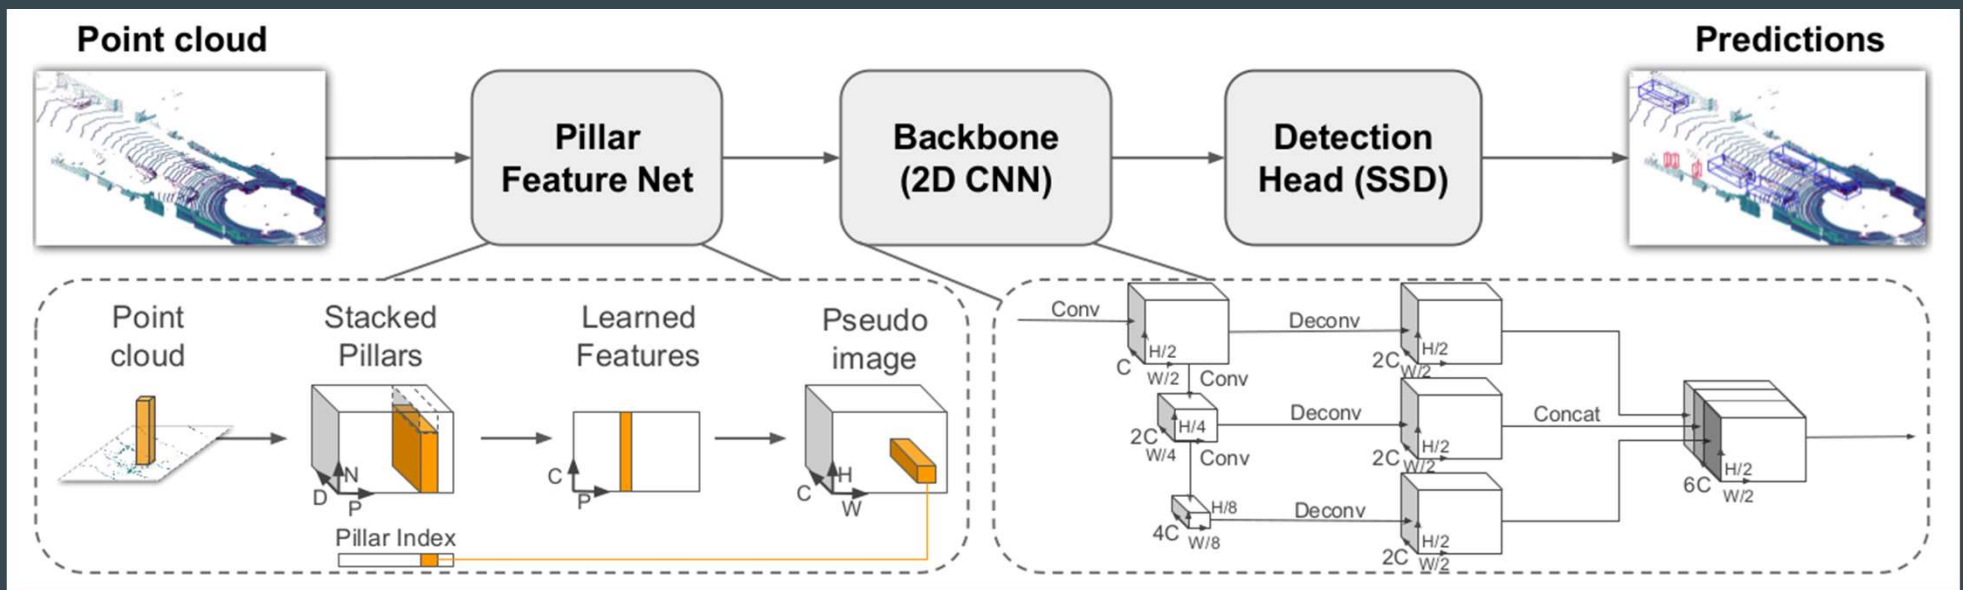 Point cloud
Predictions
Pillar
Feature Net
Backbone
(2D CNN)
Detection
Head (SSD)
Point
cloud
Stacked
Pillars
Learned
Features
Pseudo
image
N
D
P
C
P
H
C
W
Pillar Index
Conv
H/2
C
W/2
Conv
H/4
2C
W/4
Conv
H/8
4C
W/8
Deconv
H/2
2C
W/2
Deconv
H/2
2C
W/2
Deconv
H/2
2C
W/2
Concat
H/2
6C
W/2